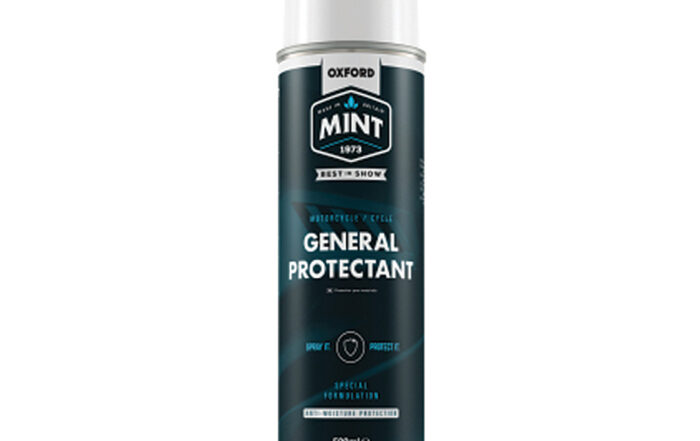 OXFORD
MADE IN BRITAIN
MINT
1973
BEST IN SHOW
MOTORCYCLE / CYCLE
GENERAL
PROTECTANT
SPRAY IT. PROTECT IT.
SPECIAL
FORMULATION
ANTI-MOISTURE PROTECTION
500ml e